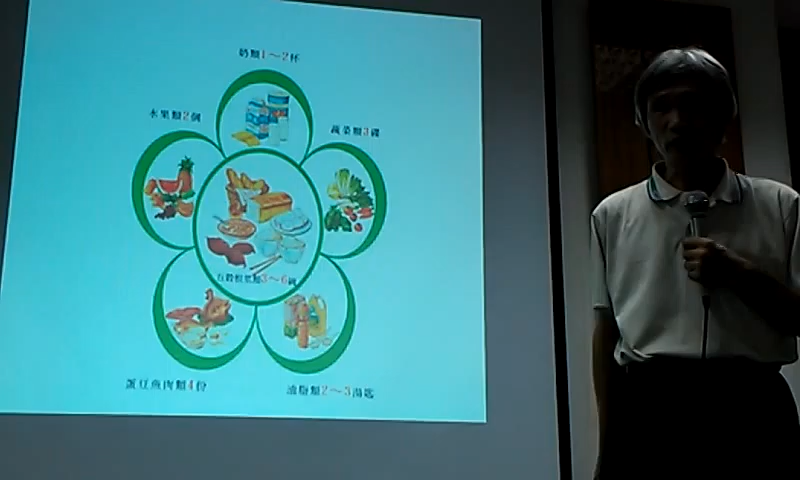 奶類1～2杯
水果類2個
蔬菜類3碟
五穀根莖類3～6碗
蛋豆魚肉類4份
油脂類2～3湯匙